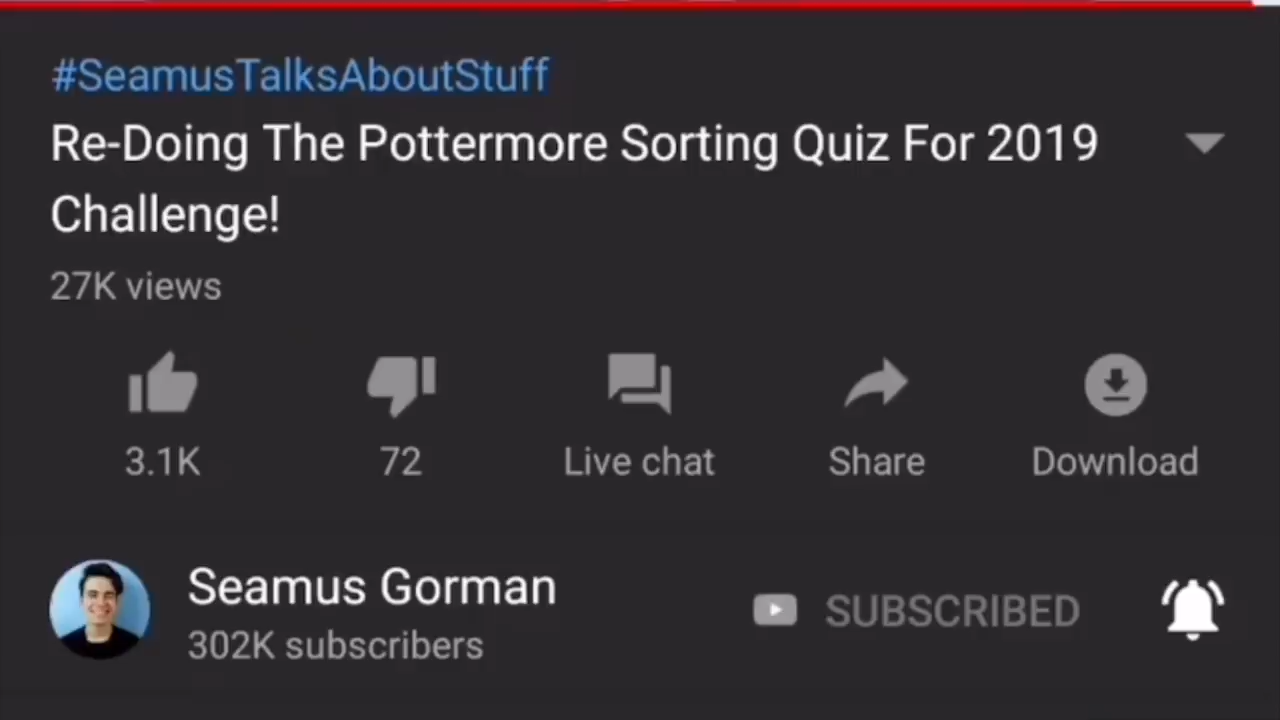 #SeamusTalksAboutStuff
Re-Doing The Pottermore Sorting Quiz For 2019
Challenge!
27K views
3.1K 72 Live chat Share Download
Seamus Gorman
SUBSCRIBED
302K subscribers